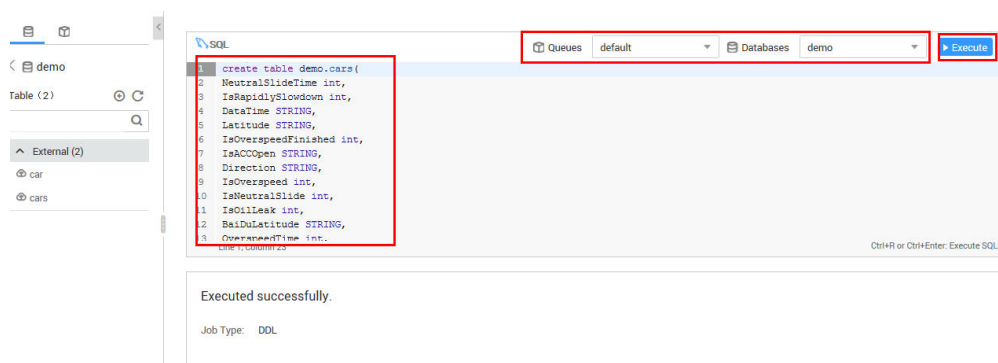 SQL
Queues default Databases demo Execute
demo
Table (2)
External (2)
car
cars
1 create table demo.cars(
2 NeutralSlideTime int,
3 IsRapidlySlowdown int,
4 DataTime STRING,
5 Latitude STRING,
6 IsOverspeedFinished int,
7 IsACCOpen STRING,
8 Direction STRING,
9 IsOverspeed int,
10 IsNeutralSlide int,
11 IsOilLeak int,
12 BaiDuLatitude STRING,
13 OverspeedTime int,
Line 1, Column 23
Ctrl+R or Ctrl+Enter: Execute SQL
Executed successfully.
Job Type: DDL